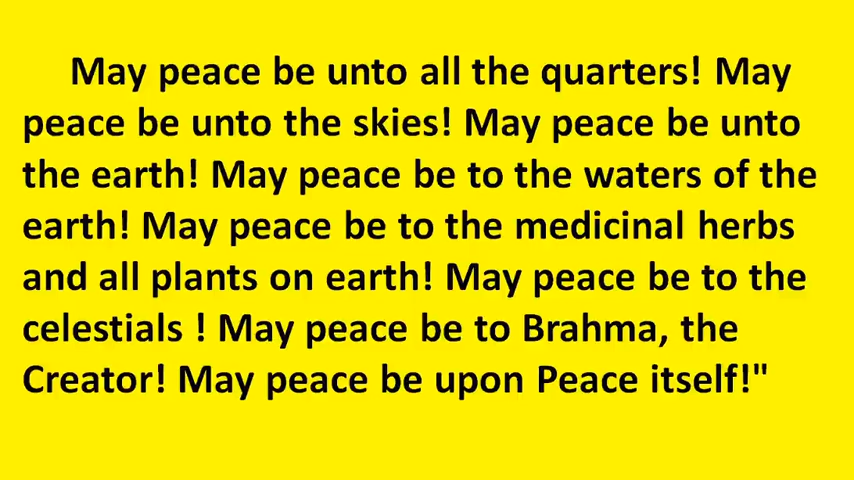 May peace be unto all the quarters! May
peace be unto the skies! May peace be unto
the earth! May peace be to the waters of the
earth! May peace be to the medicinal herbs
and all plants on earth! May peace be to the
celestials ! May peace be to Brahma, the
Creator! May peace be upon Peace itself!"